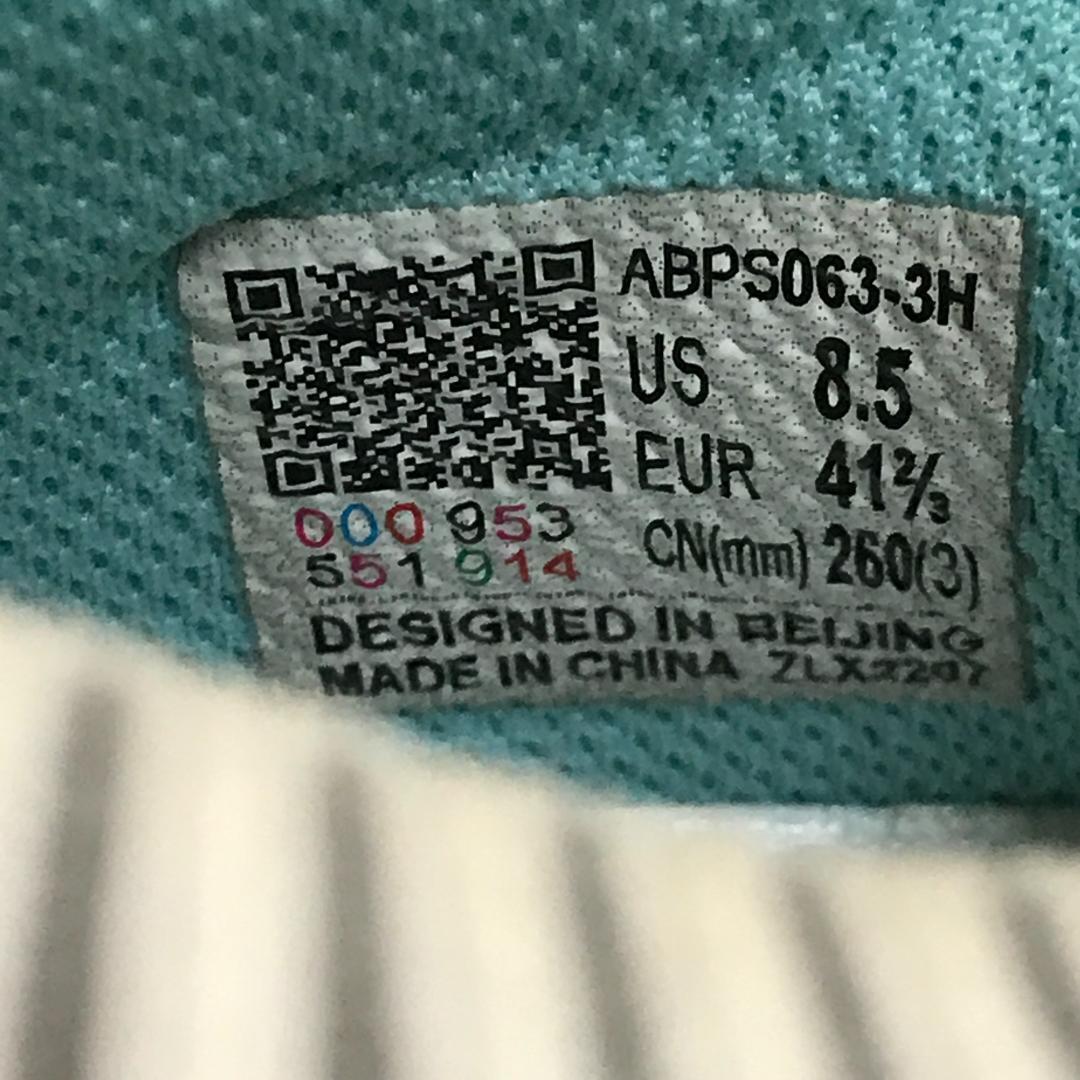 ABPS063-3H
US 8.5
EUR 41⅔
CN(mm) 260(3)
000 953
551 914
DESIGNED IN BEIJING
MADE IN CHINA ZLX2207